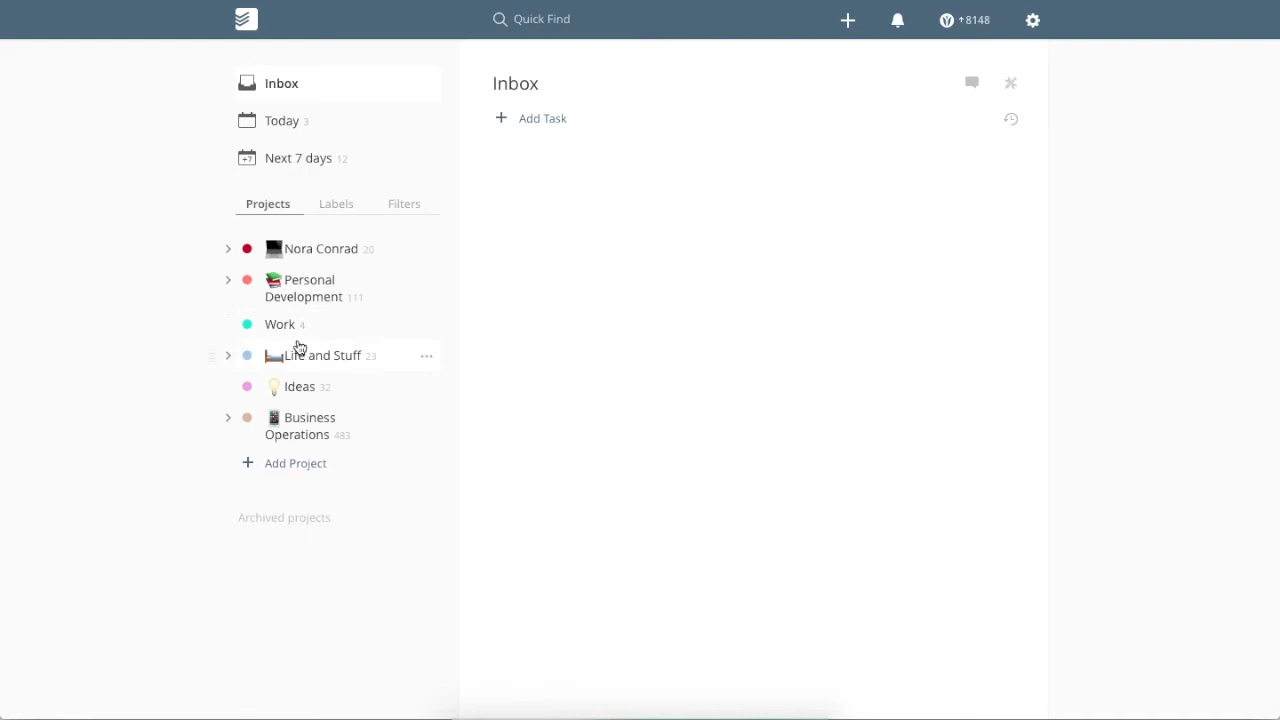 Quick Find
↑8148
Inbox
Today 3
+7 Next 7 days 12
Projects Labels Filters
Nora Conrad 20
Personal
Development 111
Work 4
Life and Stuff 23
Ideas 32
Business
Operations 483
+ Add Project
Archived projects
Inbox
+ Add Task